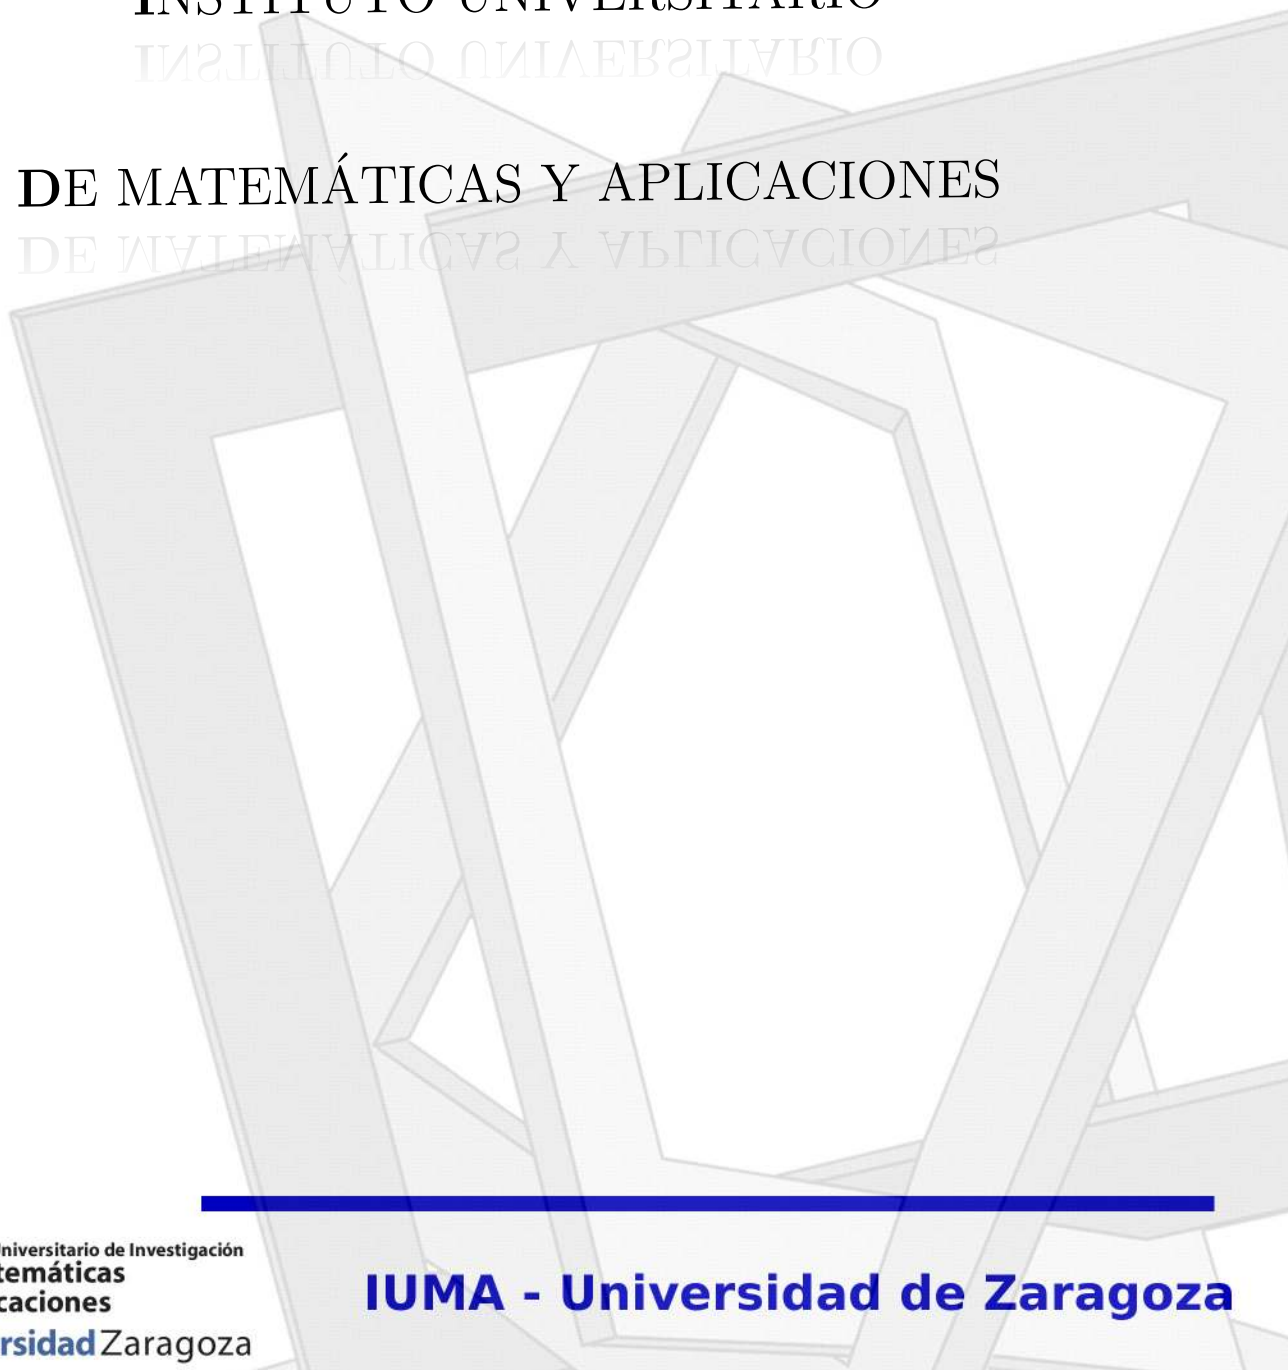 INSTITUTO UNIVERSITARIO
DE MATEMÁTICAS Y APLICACIONES
niversitario de Investigación
temáticas
caciones
rsidad Zaragoza
IUMA - Universidad de Zaragoza